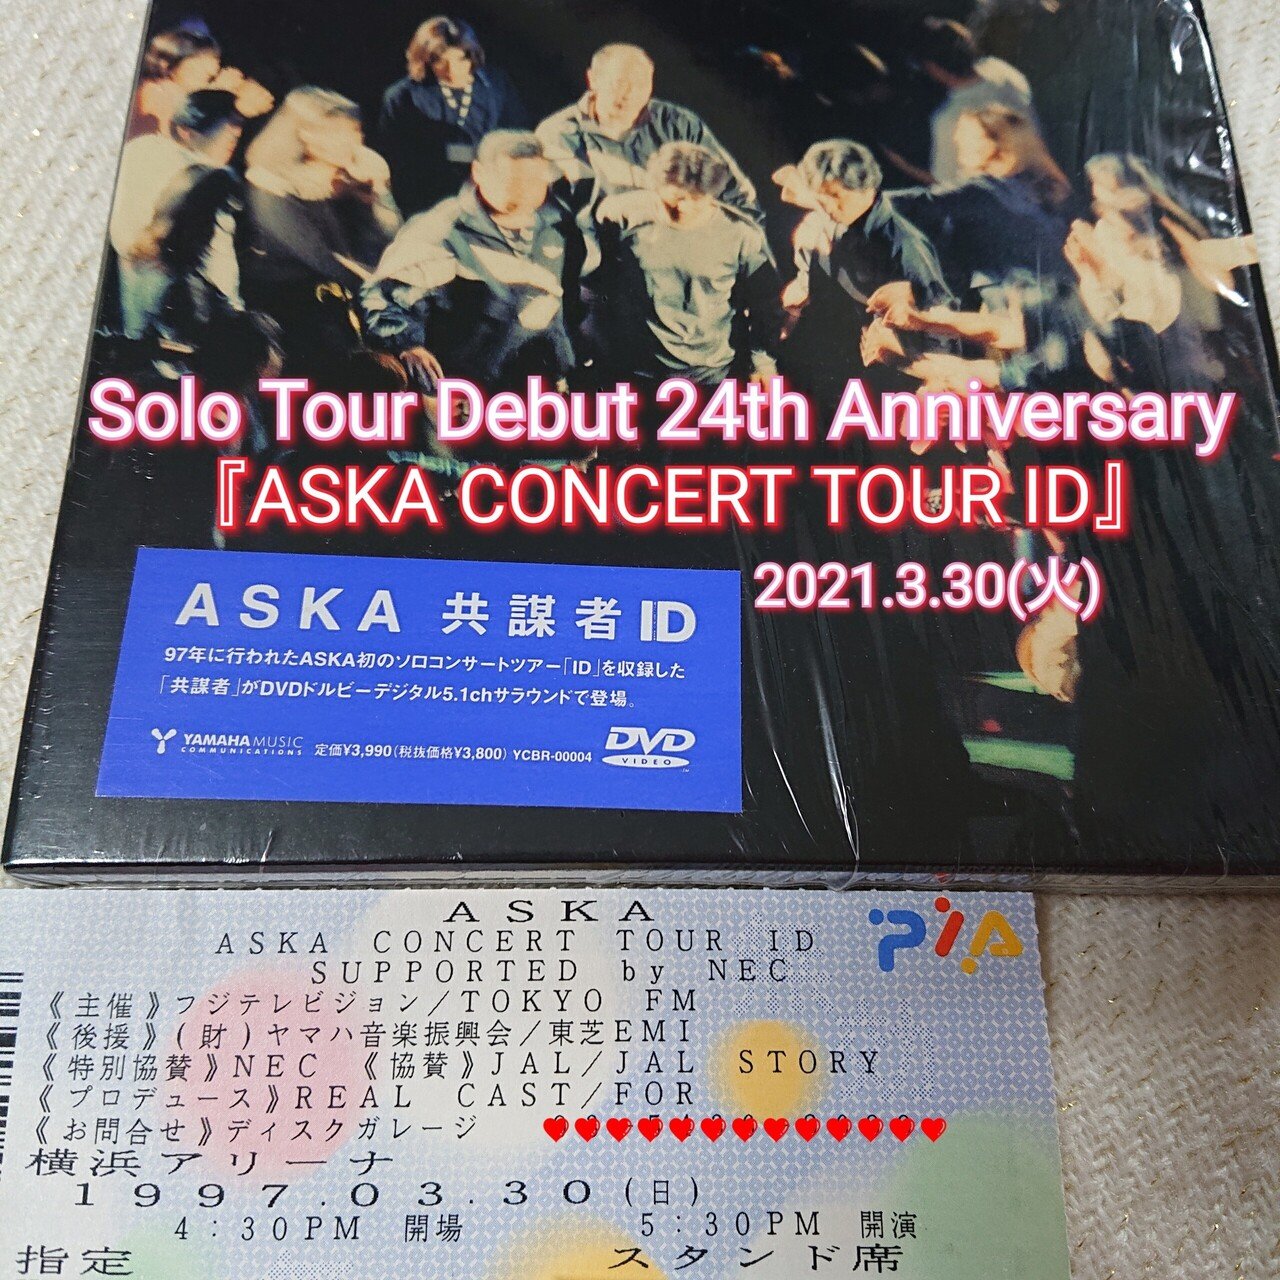 Solo Tour Debut 24th Anniversary
『ASKA CONCERT TOUR ID』
2021.3.30(火)
ASKA 共謀者 ID
97年に行われたASKA初のソロコンサートツアー「ID」を収録した
「共謀者」がDVDドルビーデジタル5.1chサラウンドで登場。
YAMAHA MUSIC
COMMUNICATIONS
定価¥3,990(税抜価格¥3,800) YCBR-00004
DVD
VIDEO
ASKA
PIA
ASKA CONCERT TOUR ID
SUPPORTED by NEC
《主催》フジテレビジョン/TOKYO FM
《後援》(財)ヤマハ音楽振興会/東芝EMI
《特別協賛》NEC 《協賛》JAL/JAL STORY
《プロデュース》REAL CAST/FOR
《お問合せ》ディスクガレージ
横浜アリーナ
1997.03.30(日)
4:30PM 開場 5:30PM 開演
指定 スタンド席